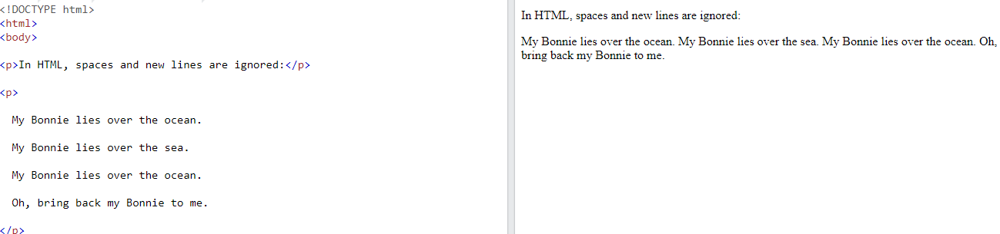 <!DOCTYPE html>
<html>
<body>
<p>In HTML, spaces and new lines are ignored:</p>
<p>
My Bonnie lies over the ocean.
My Bonnie lies over the sea.
My Bonnie lies over the ocean.
Oh, bring back my Bonnie to me.
</p>
In HTML, spaces and new lines are ignored:
My Bonnie lies over the ocean. My Bonnie lies over the sea. My Bonnie lies over the ocean. Oh,
bring back my Bonnie to me.